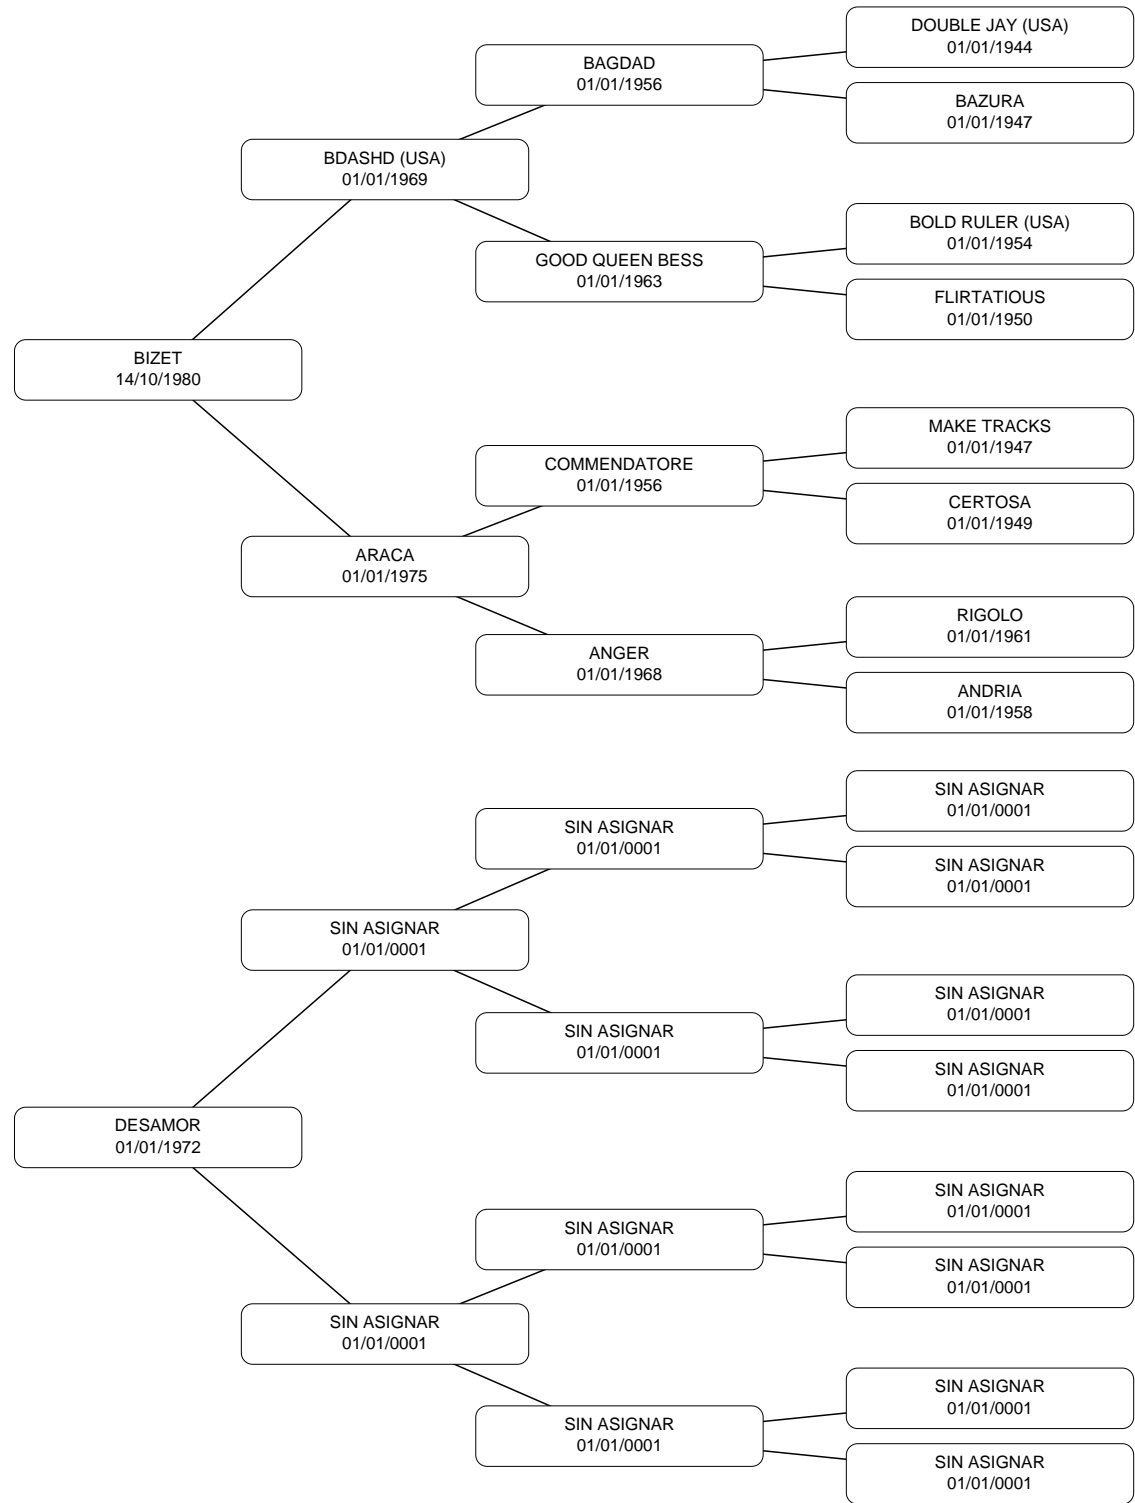 DOUBLE JAY (USA)
01/01/1944
BAGDAD
01/01/1956
BAZURA
01/01/1947
BDASHD (USA)
01/01/1969
BOLD RULER (USA)
01/01/1954
GOOD QUEEN BESS
01/01/1963
FLIRTATIOUS
01/01/1950
BIZET
14/10/1980
MAKE TRACKS
01/01/1947
COMMENDATORE
01/01/1956
CERTOSA
01/01/1949
ARACA
01/01/1975
RIGOLO
01/01/1961
ANGER
01/01/1968
ANDRIA
01/01/1958
SIN ASIGNAR
01/01/0001
SIN ASIGNAR
01/01/0001
SIN ASIGNAR
01/01/0001
SIN ASIGNAR
01/01/0001
SIN ASIGNAR
01/01/0001
SIN ASIGNAR
01/01/0001
SIN ASIGNAR
01/01/0001
DESAMOR
01/01/1972
SIN ASIGNAR
01/01/0001
SIN ASIGNAR
01/01/0001
SIN ASIGNAR
01/01/0001
SIN ASIGNAR
01/01/0001
SIN ASIGNAR
01/01/0001
SIN ASIGNAR
01/01/0001
SIN ASIGNAR
01/01/0001